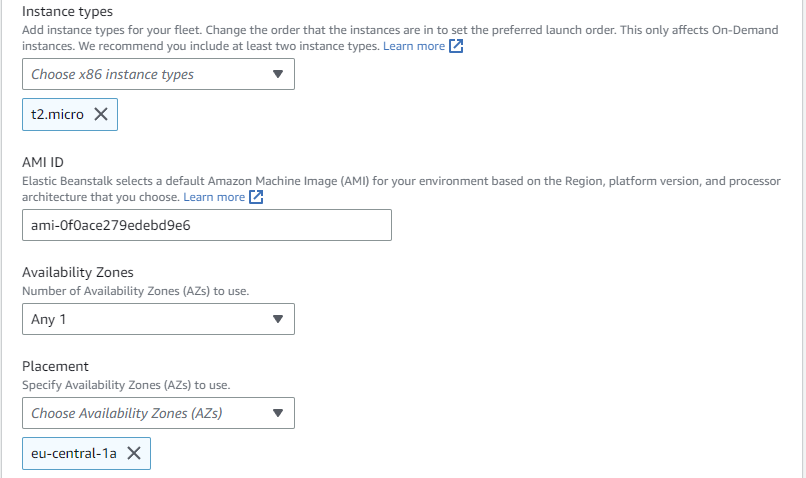 Instance types
Add instance types for your fleet. Change the order that the instances are in to set the preferred launch order. This only affects On-Demand
instances. We recommend you include at least two instance types. Learn more
Choose x86 instance types
t2.micro
AMI ID
Elastic Beanstalk selects a default Amazon Machine Image (AMI) for your environment based on the Region, platform version, and processor
architecture that you choose. Learn more
ami-0f0ace279edebd9e6
Availability Zones
Number of Availability Zones (AZs) to use.
Any 1
Placement
Specify Availability Zones (AZs) to use.
Choose Availability Zones (AZs)
eu-central-1a